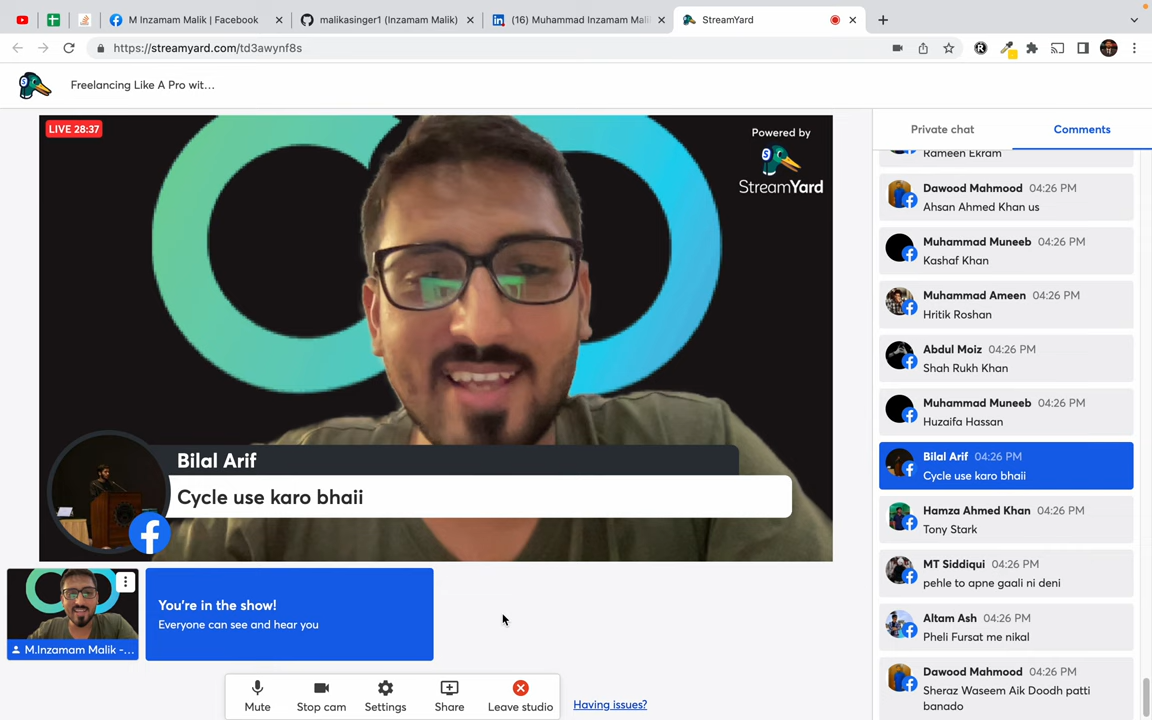 M Inzamam Malik | Facebook
malikasinger1 (Inzamam Malik)
(16) Muhammad Inzamam Malik
StreamYard
https://streamyard.com/td3awynf8s
Freelancing Like A Pro wit...
LIVE 28:37
Powered by
StreamYard
Bilal Arif
Cycle use karo bhaii
M.Inzamam Malik -...
You're in the show!
Everyone can see and hear you
Mute
Stop cam
Settings
Share
Leave studio
Having issues?
Private chat
Comments
Rameen Ekram
Dawood Mahmood 04:26 PM
Ahsan Ahmed Khan us
Muhammad Muneeb 04:26 PM
Kashaf Khan
Muhammad Ameen 04:26 PM
Hritik Roshan
Abdul Moiz 04:26 PM
Shah Rukh Khan
Muhammad Muneeb 04:26 PM
Huzaifa Hassan
Bilal Arif 04:26 PM
Cycle use karo bhaii
Hamza Ahmed Khan 04:26 PM
Tony Stark
MT Siddiqui 04:26 PM
pehle to apne gaali ni deni
Altam Ash 04:26 PM
Pheli Fursat me nikal
Dawood Mahmood 04:26 PM
Sheraz Waseem Aik Doodh patti
banado